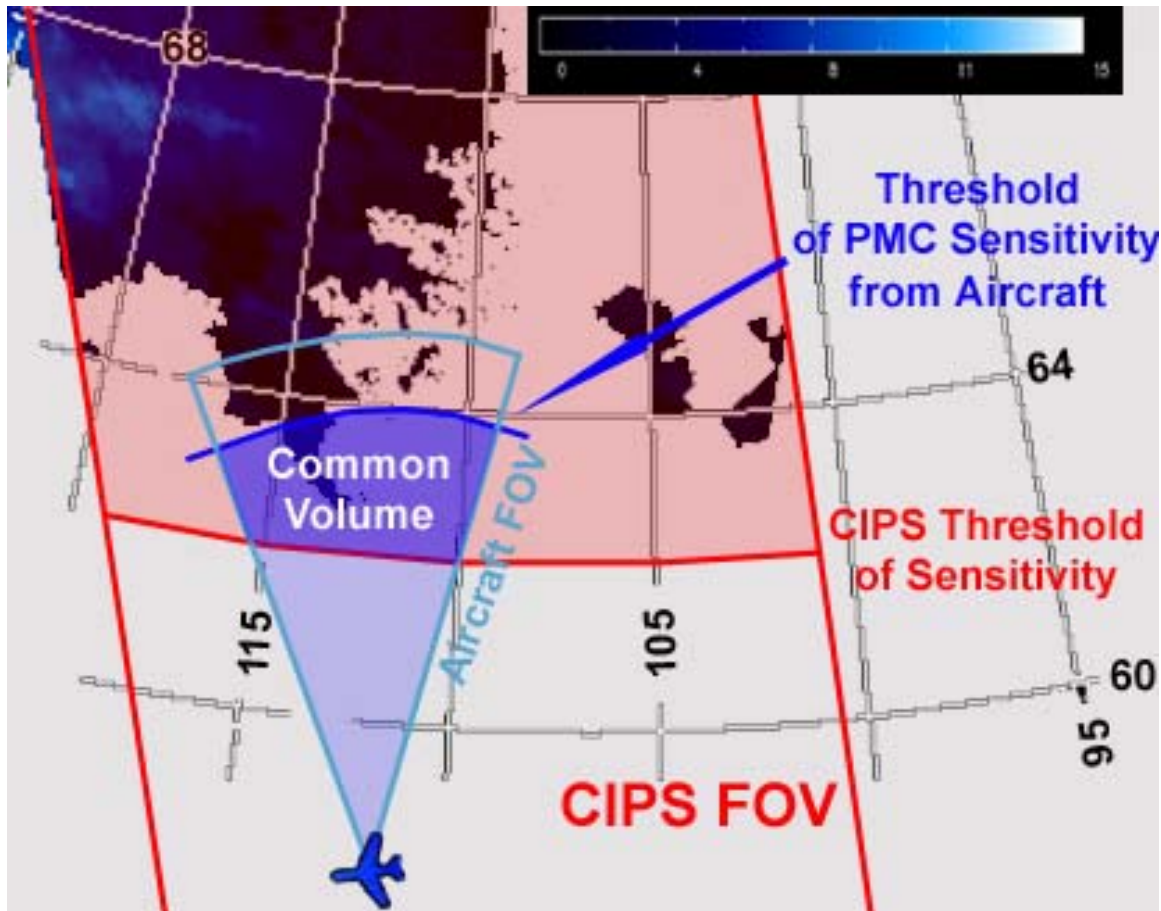 68
0 4 8 11 15
Threshold
of PMC Sensitivity
from Aircraft
64
Common
Volume
Aircraft FOV
CIPS Threshold
of Sensitivity
115
105
60
95
CIPS FOV